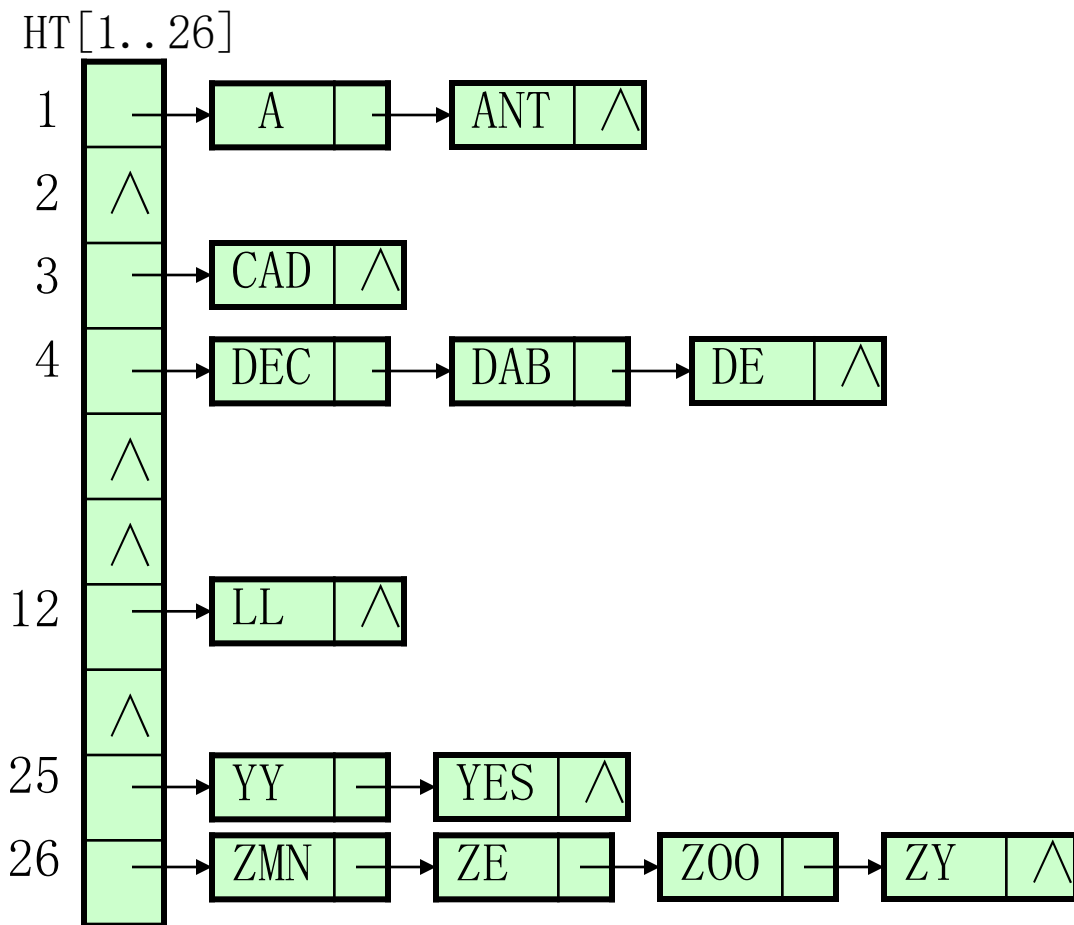 HT[1..26]
1 A ANT ∧
2 ∧
3 CAD ∧
4 DEC DAB DE ∧
∧
∧
12 LL ∧
∧
25 YY YES ∧
26 ZMN ZE ZOO ZY ∧